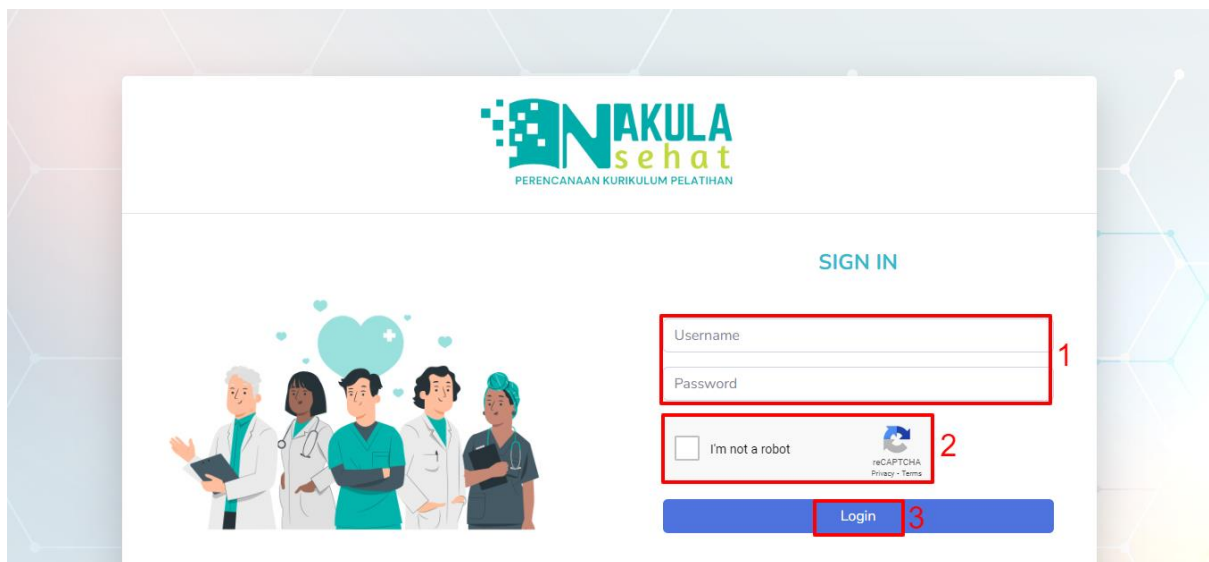 NAKULA
sehat
PERENCANAAN KURIKULUM PELATIHAN
SIGN IN
Username
1
Password
I'm not a robot
reCAPTCHA
Privacy - Terms
2
Login
3